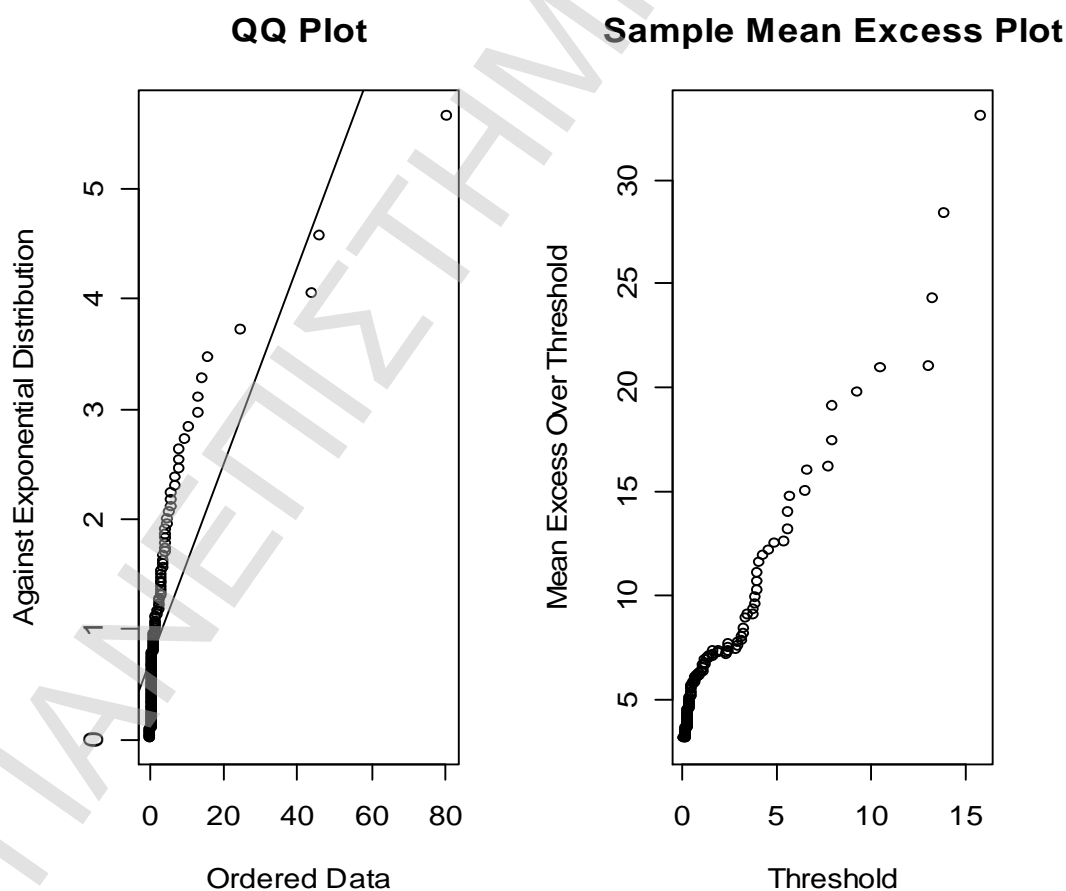 QQ Plot
Against Exponential Distribution
0
1
2
3
4
5
0 20 40 60 80
Ordered Data
Sample Mean Excess Plot
Mean Excess Over Threshold
5
10
15
20
25
30
0 5 10 15
Threshold
ΠΑΝΕΠΙΣΤΗΜΙ